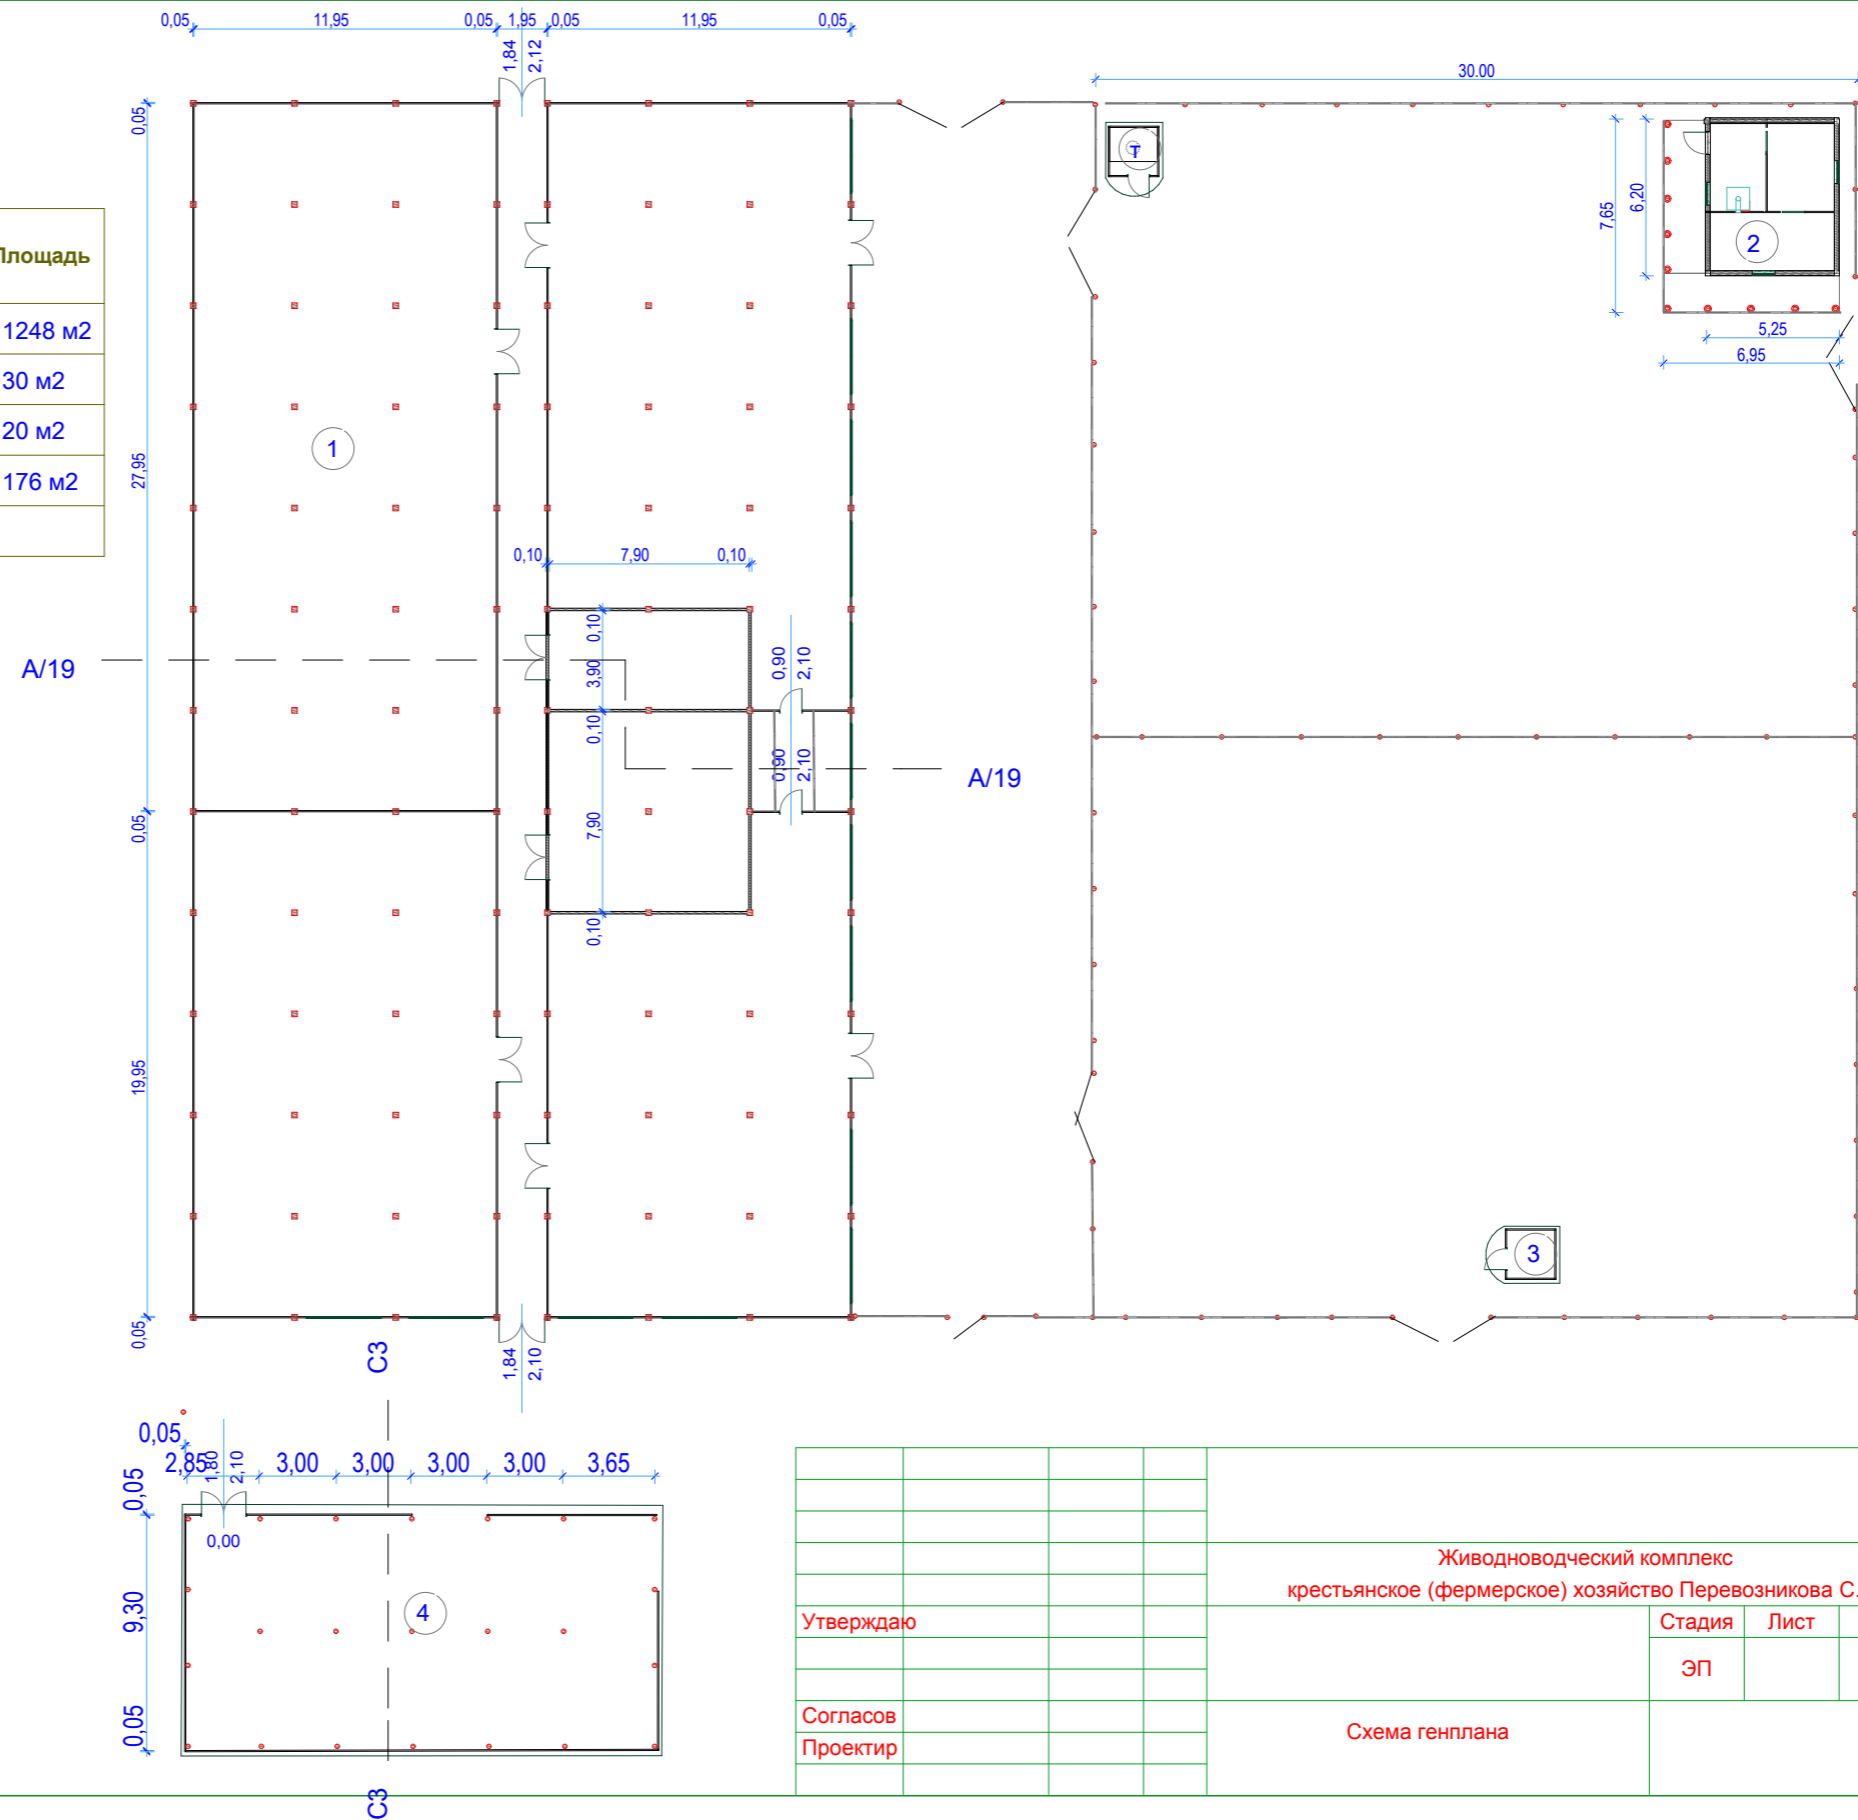 0,05 11,95 0,05 1,95 0,05 11,95 0,05
1,84
2,12
30.00
0,05
Т
7,65
6,20
2
5,25
6,95
Площадь
1248 м2
30 м2
20 м2
176 м2
1
27,95
0,10 7,90 0,10
0,10
3,90
0,90
2,10
А/19
0,10
0,90
2,10
А/19
0,05
7,90
0,10
19,95
3
0,05
1,84
2,10
С3
0,05
2,85 3,00 3,00 3,00 3,00 3,65
1,80
2,10
0,05
0,00
9,30
4
0,05
С3
Живодноводческий комплекс
крестьянское (фермерское) хозяйство Перевозникова С.
Утверждаю
Стадия Лист
ЭП
Согласов
Проектир
Схема генплана